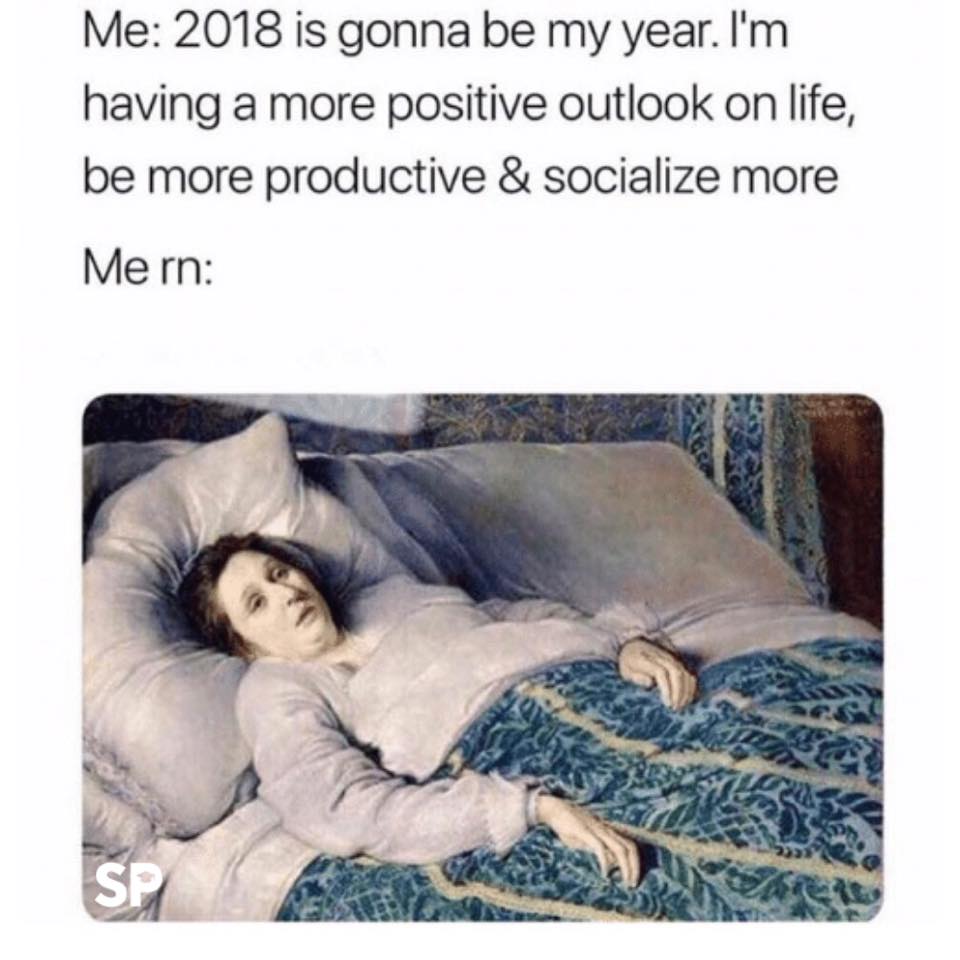 Me: 2018 is gonna be my year. I'm
having a more positive outlook on life,
be more productive & socialize more
Me rn:
SP